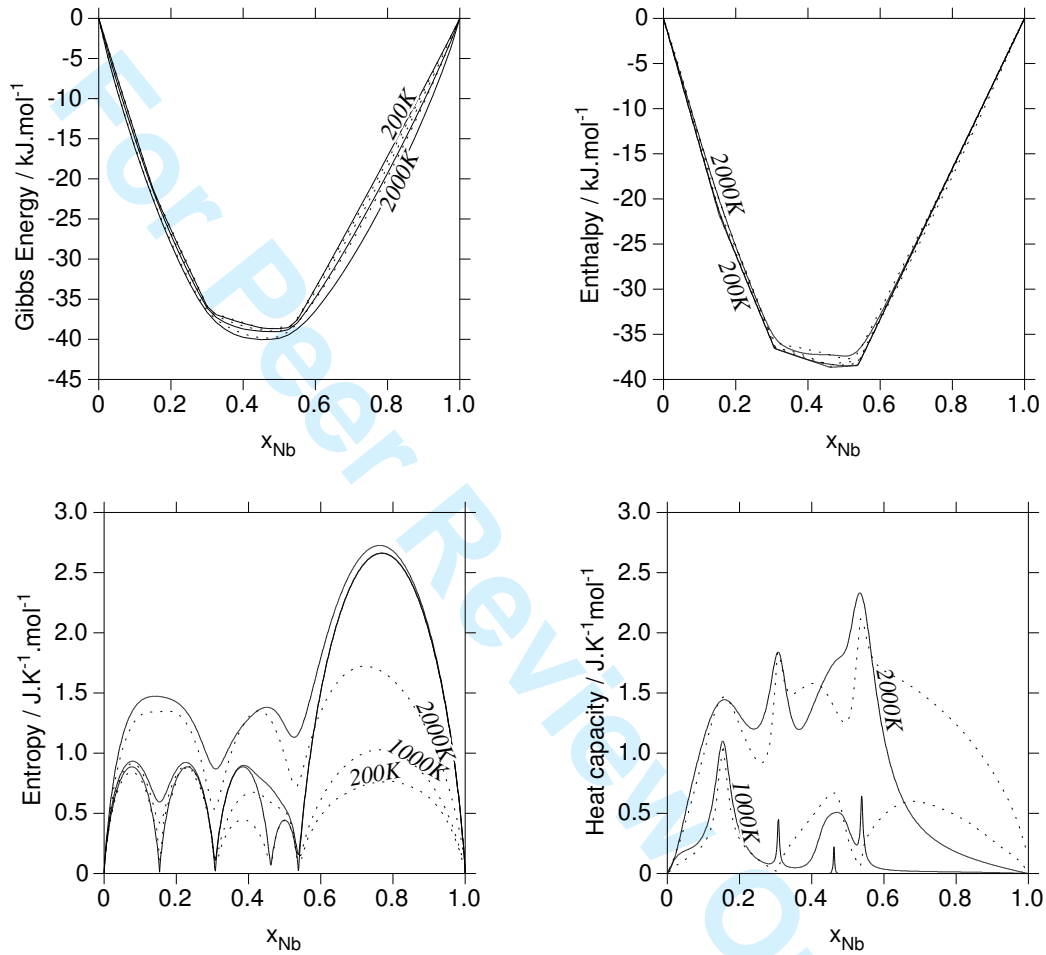 0
-5
-10
-15
-20
-25
-30
-35
-40
-45
Gibbs Energy / kJ.mol⁻¹
200K
2000K
0 0.2 0.4 0.6 0.8 1.0
x_Nb
0
-5
-10
-15
-20
-25
-30
-35
-40
Enthalpy / kJ.mol⁻¹
2000K
200K
0 0.2 0.4 0.6 0.8 1.0
x_Nb
3.0
2.5
2.0
1.5
1.0
0.5
0
Entropy / J.K⁻¹.mol⁻¹
2000K
1000K
200K
0 0.2 0.4 0.6 0.8 1.0
x_Nb
3.0
2.5
2.0
1.5
1.0
0.5
0
Heat capacity / J.K⁻¹mol⁻¹
2000K
1000K
0 0.2 0.4 0.6 0.8 1.0
x_Nb
For Peer Review O